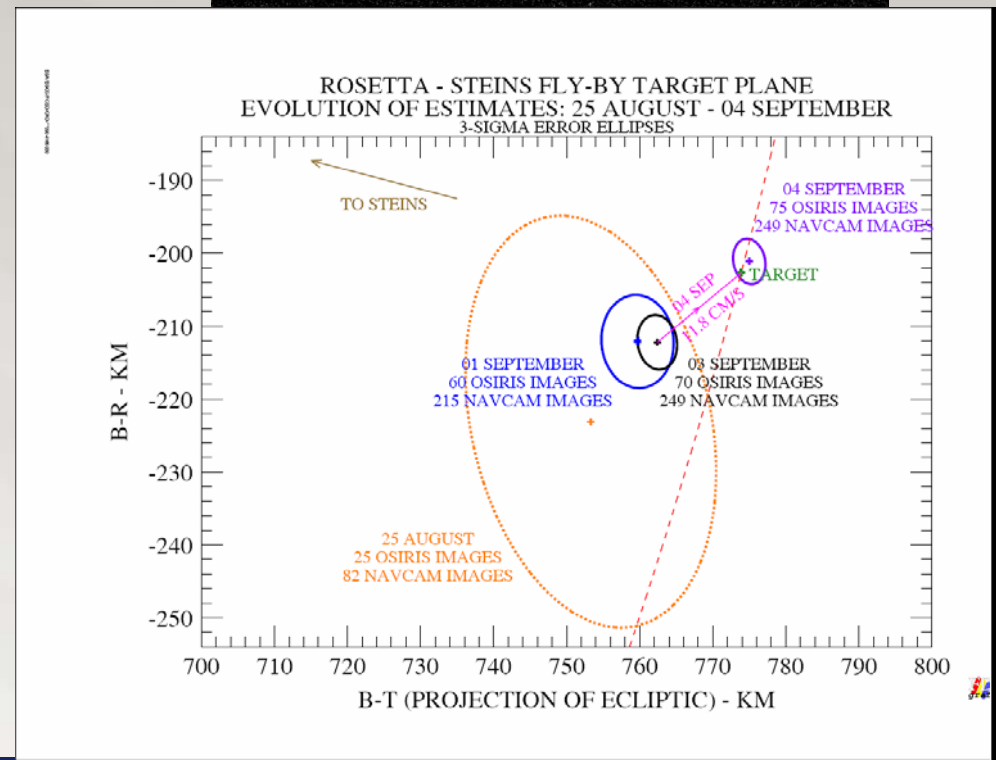 ROSETTA - STEINS FLY-BY TARGET PLANE
EVOLUTION OF ESTIMATES: 25 AUGUST - 04 SEPTEMBER
3-SIGMA ERROR ELLIPSES
TO STEINS
04 SEPTEMBER
75 OSIRIS IMAGES
249 NAVCAM IMAGES
TARGET
04 SEP
11.8 CM/S
01 SEPTEMBER
60 OSIRIS IMAGES
215 NAVCAM IMAGES
03 SEPTEMBER
70 OSIRIS IMAGES
249 NAVCAM IMAGES
25 AUGUST
25 OSIRIS IMAGES
82 NAVCAM IMAGES
B-R - KM
-190
-200
-210
-220
-230
-240
-250
700 710 720 730 740 750 760 770 780 790 800
B-T (PROJECTION OF ECLIPTIC) - KM